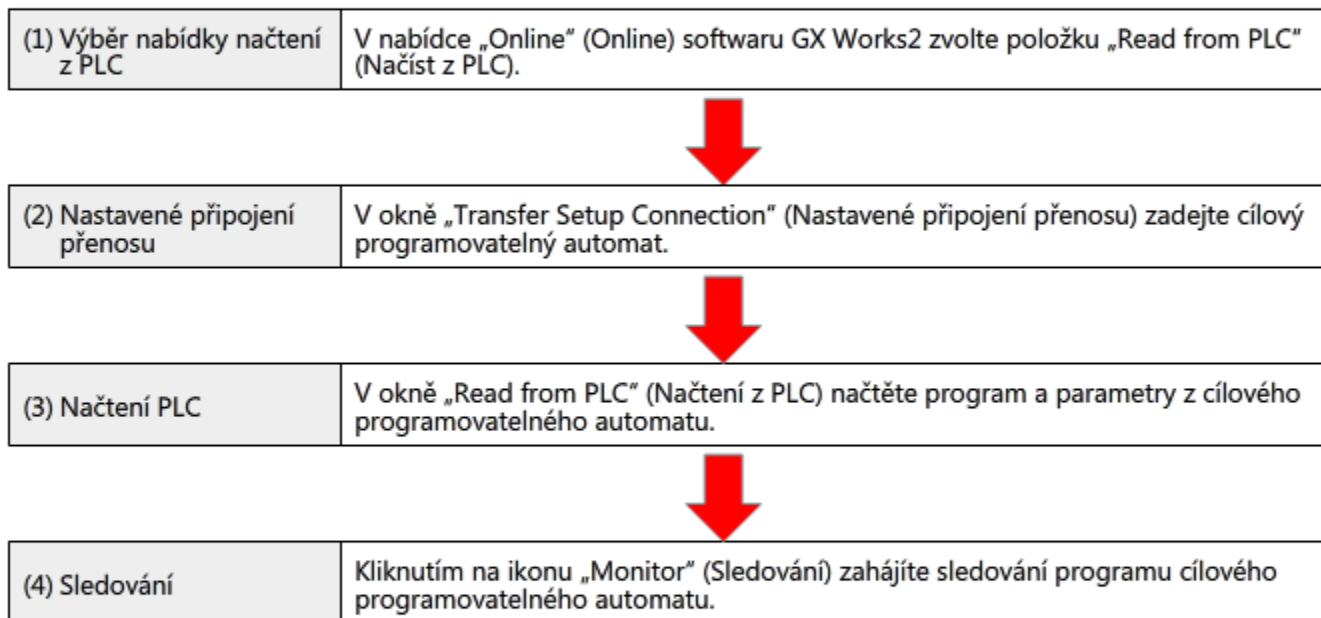 (1) Výběr nabídky načtení
z PLC
V nabídce „Online" (Online) softwaru GX Works2 zvolte položku „Read from PLC"
(Načíst z PLC).
(2) Nastavené připojení
přenosu
V okně „Transfer Setup Connection" (Nastavené připojení přenosu) zadejte cílový
programovatelný automat.
(3) Načtení PLC
V okně „Read from PLC" (Načtení z PLC) načtěte program a parametry z cílového
programovatelného automatu.
(4) Sledování
Kliknutím na ikonu „Monitor" (Sledování) zahájíte sledování programu cílového
programovatelného automatu.